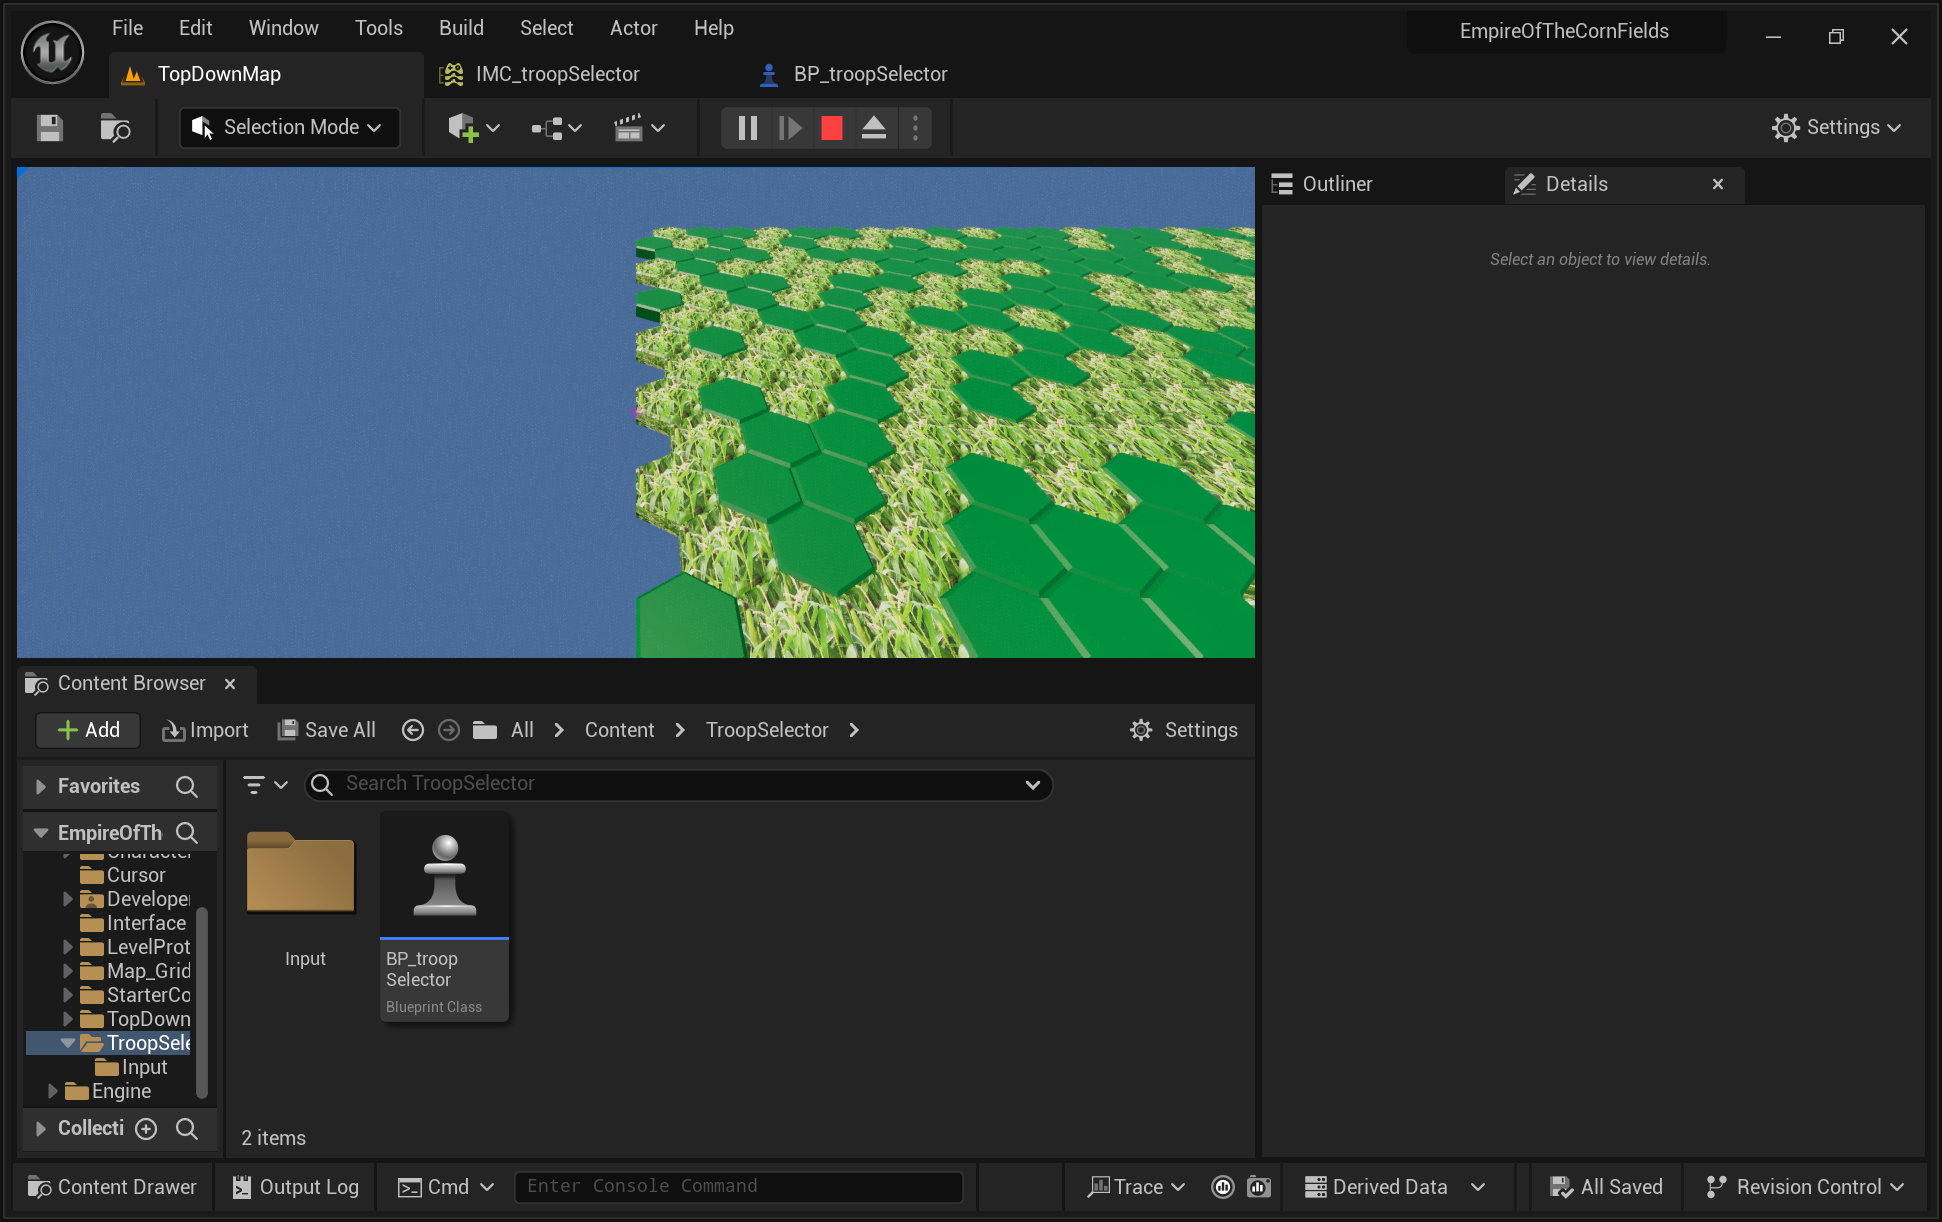 File Edit Window Tools Build Select Actor Help
EmpireOfTheCornFields
TopDownMap
IMC_troopSelector
BP_troopSelector
Selection Mode
Settings
Outliner
Details
Select an object to view details.
Content Browser
Add
Import
Save All
All
Content
TroopSelector
Settings
Favorites
Search TroopSelector
EmpireOfTh
Character
Cursor
Developer
Interface
LevelProt
Map_Grid
StarterCo
TopDown
TroopSele
Input
Engine
Collecti
Input
BP_troop
Selector
Blueprint Class
2 items
Content Drawer
Output Log
Cmd
Enter Console Command
Trace
Derived Data
All Saved
Revision Control